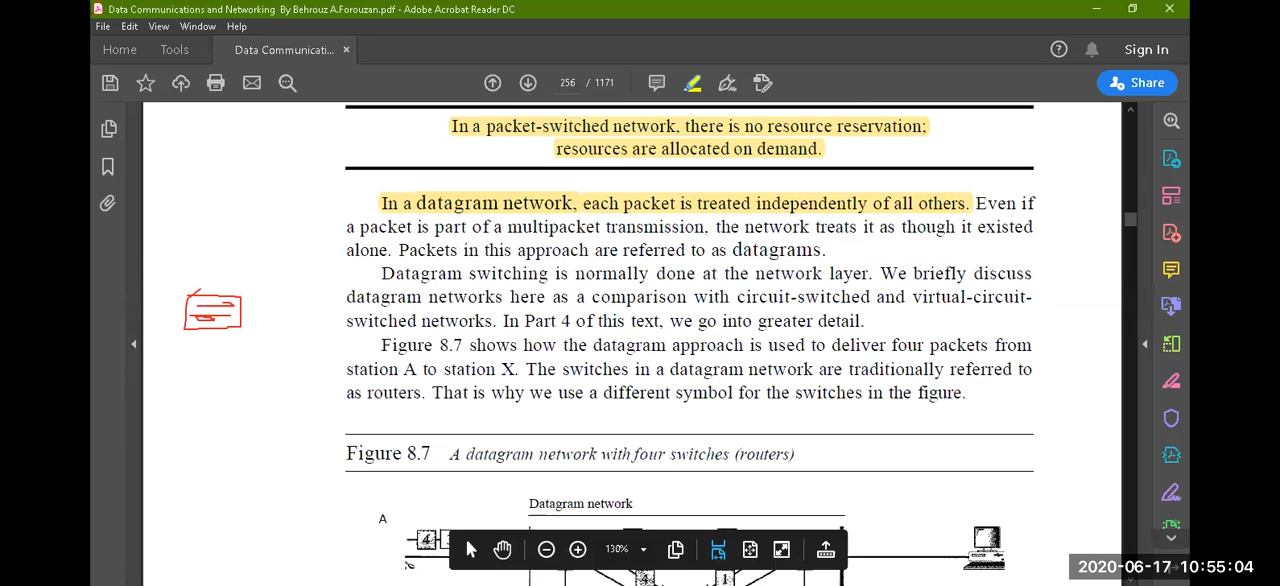 Data Communications and Networking By Behrouz A.Forouzan.pdf - Adobe Acrobat Reader DC
File Edit View Window Help
Home Tools Data Communicati... × Sign In
256 / 1171 Share
In a packet-switched network, there is no resource reservation;
resources are allocated on demand.
In a datagram network, each packet is treated independently of all others. Even if
a packet is part of a multipacket transmission, the network treats it as though it existed
alone. Packets in this approach are referred to as datagrams.
Datagram switching is normally done at the network layer. We briefly discuss
datagram networks here as a comparison with circuit-switched and virtual-circuit-
switched networks. In Part 4 of this text, we go into greater detail.
Figure 8.7 shows how the datagram approach is used to deliver four packets from
station A to station X. The switches in a datagram network are traditionally referred to
as routers. That is why we use a different symbol for the switches in the figure.
Figure 8.7 A datagram network with four switches (routers)
Datagram network
A
4
130%
1
2020-06-17 10:55:04